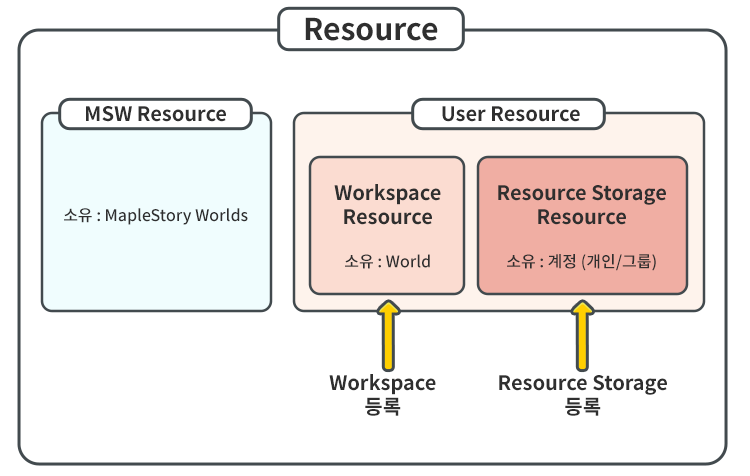 Resource
MSW Resource
소유 : MapleStory Worlds
User Resource
Workspace
Resource
소유 : World
Resource Storage
Resource
소유 : 계정 (개인/그룹)
Workspace
등록
Resource Storage
등록